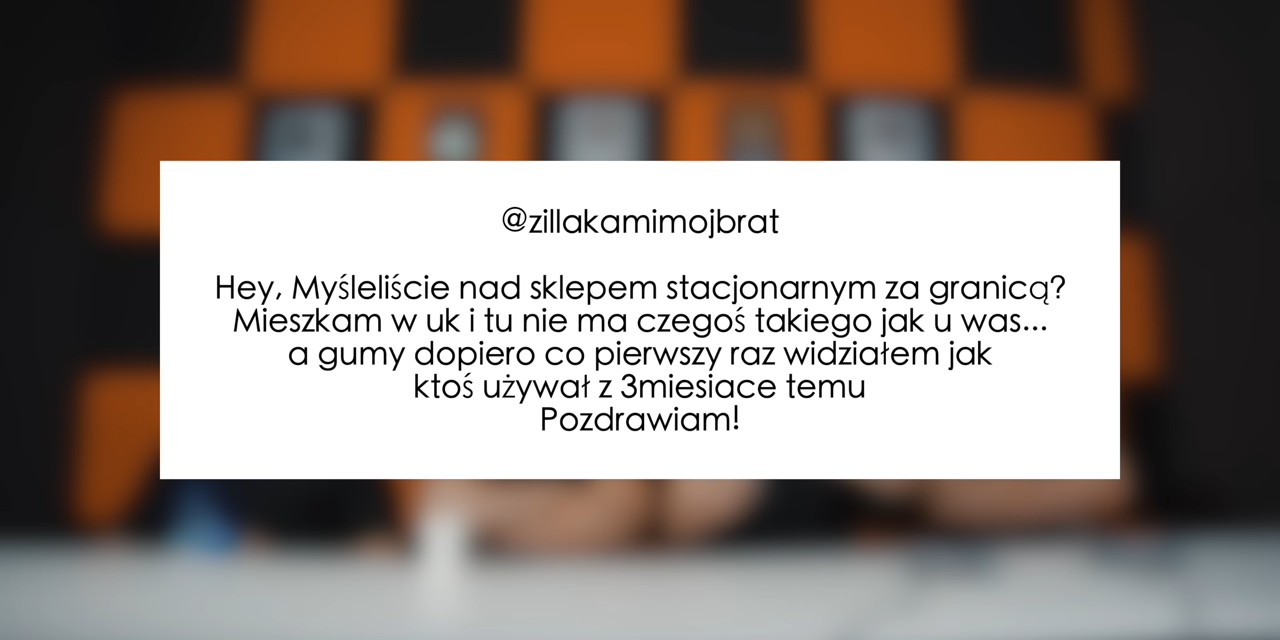 @zillakamimojbrat
Hey, Myśleliście nad sklepem stacjonarnym za granicą?
Mieszkam w uk i tu nie ma czegoś takiego jak u was...
a gumy dopiero co pierwszy raz widziałem jak
ktoś używał z 3miesiace temu
Pozdrawiam!